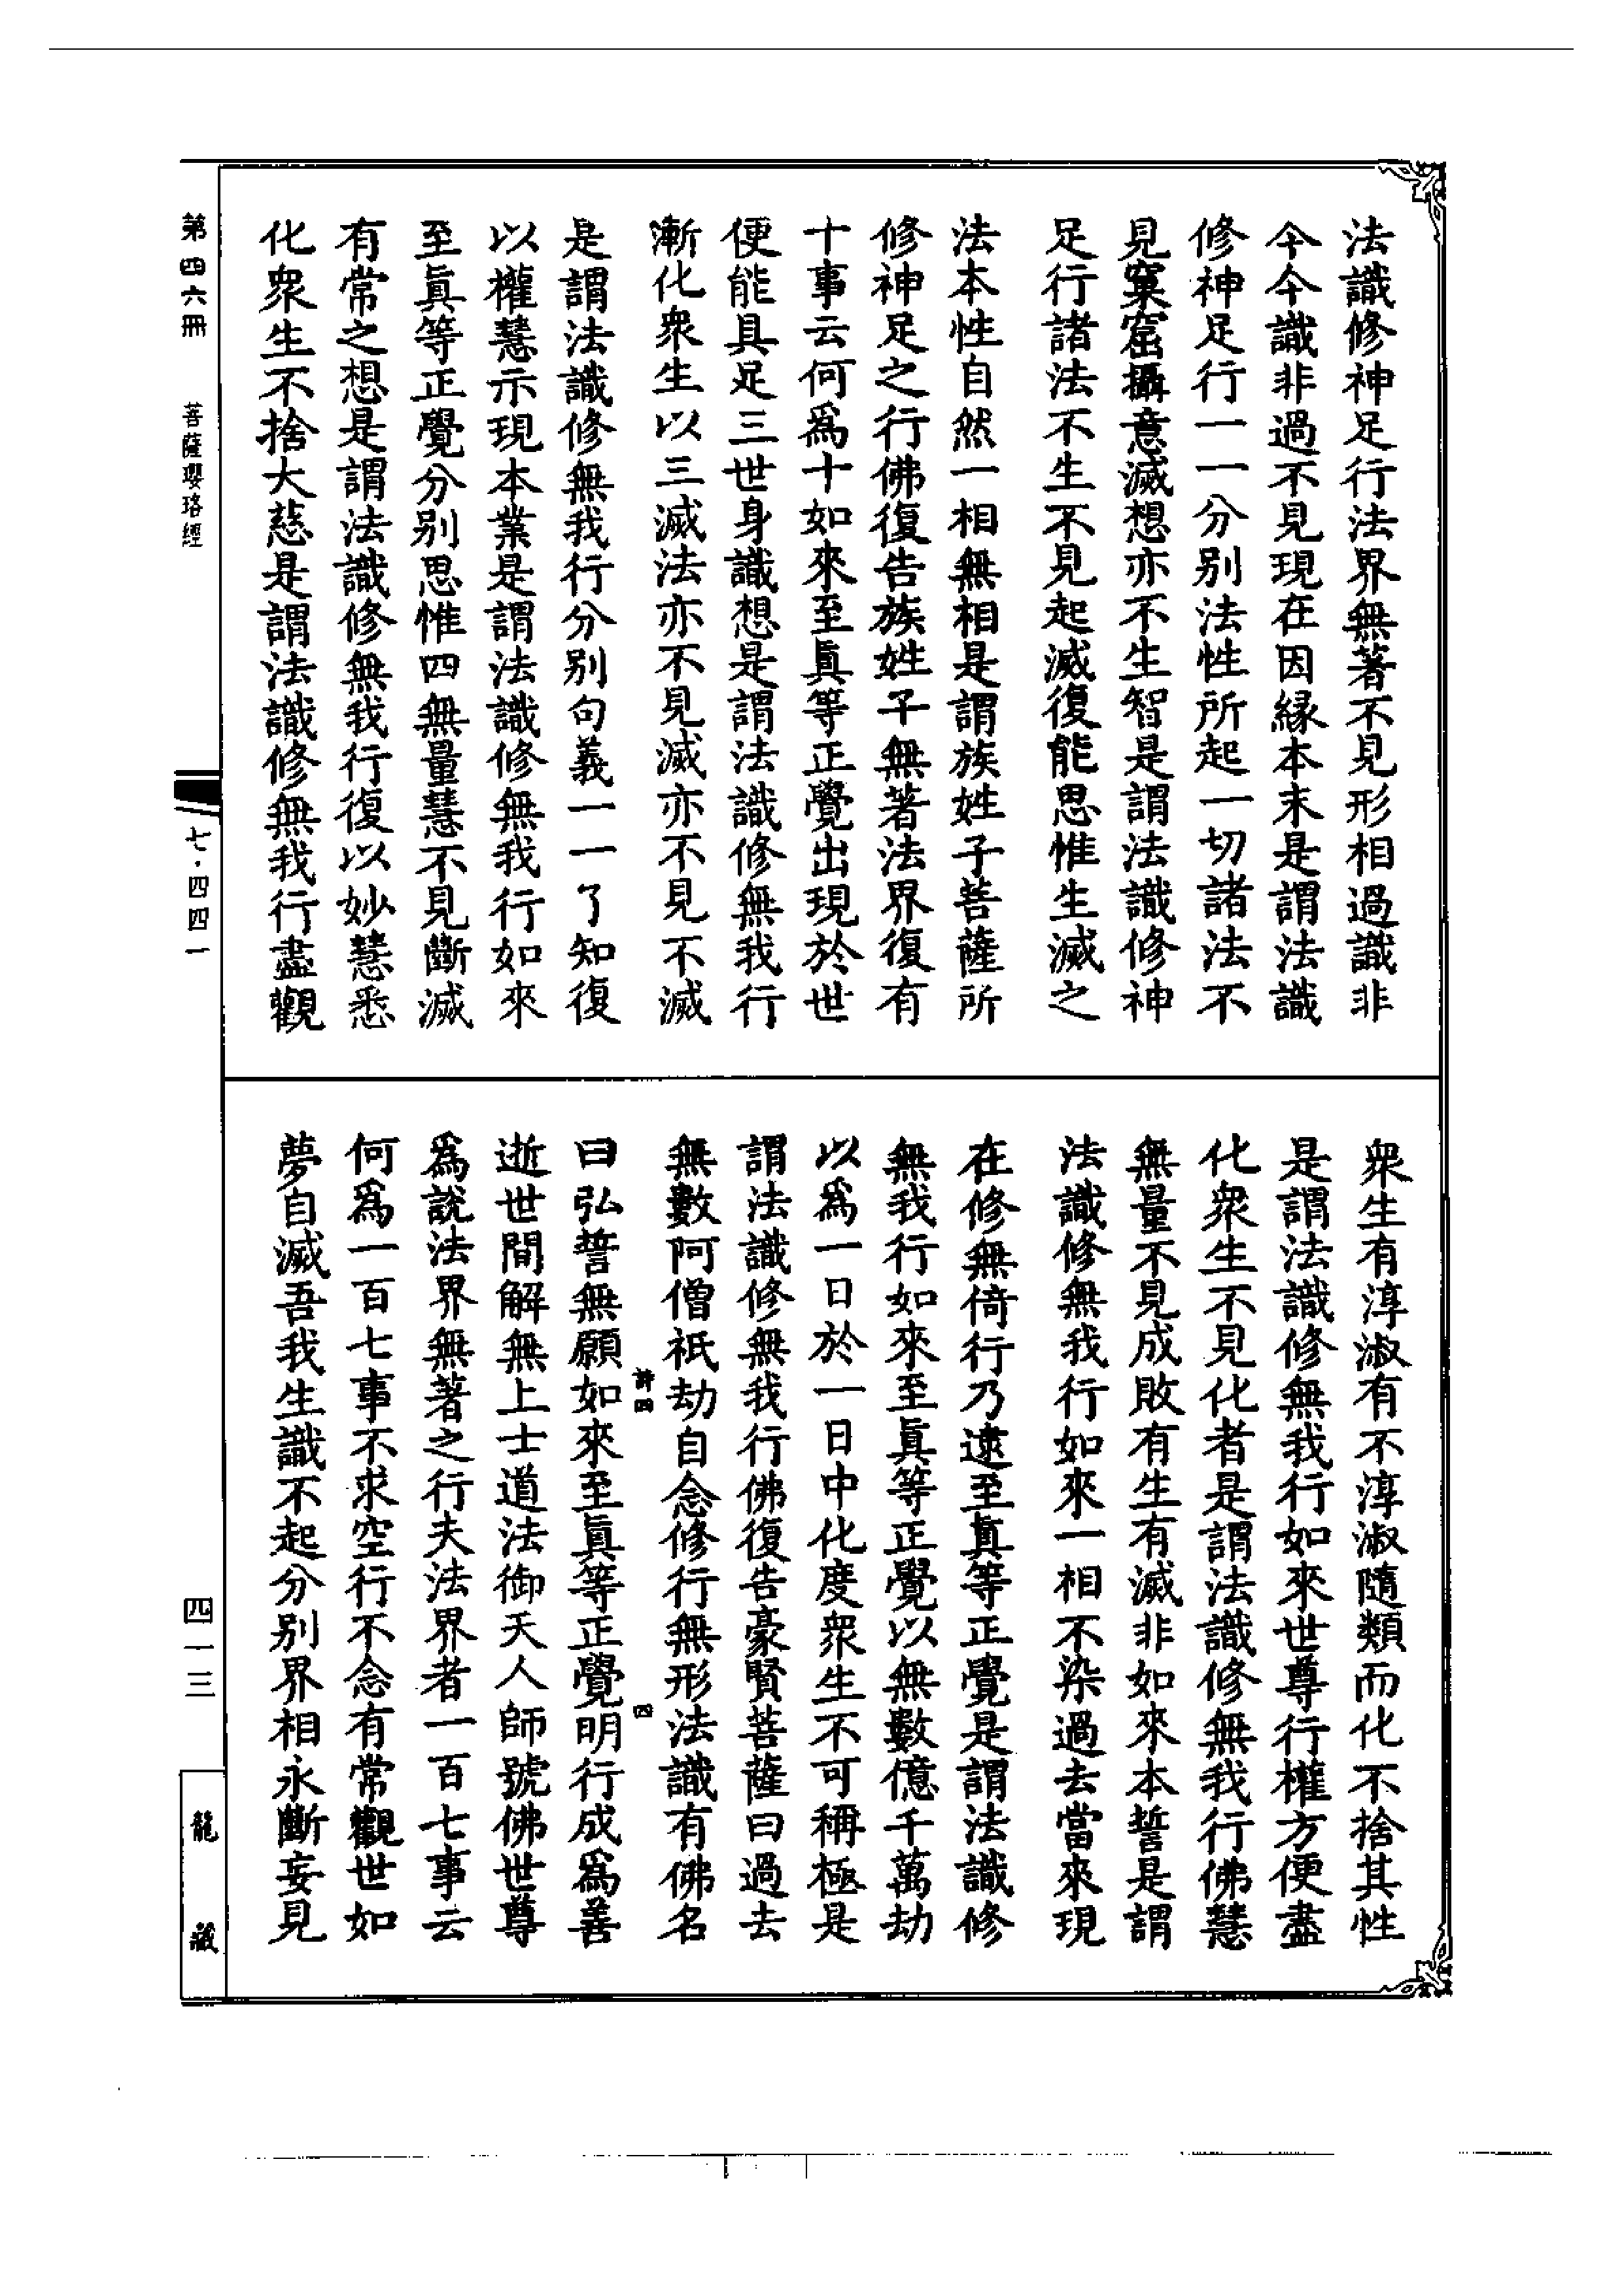 法識修神足行法界無著不見形相過識非
今今識非過不見現在因緣本末是謂法識
修神足行一一分別法性所起一切諸法不
見窠窟攝意滅想亦不生智是謂法識修神
足行諸法不生不見起滅復能思惟生滅之
法本性自然一相無相是謂族姓子菩薩所
修神足之行佛復告族姓子無著法界復有
十事云何爲十如來至眞等正覺出現於世
便能具足三世身識想是謂法識修無我行
漸化衆生以三滅法亦不見滅亦不見不滅
是謂法識修無我行分別句義一一了知復
以權慧示現本業是謂法識修無我行如來
至眞等正覺分別思惟四無量慧不見斷滅
有常之想是謂法識修無我行復以妙慧悉
化衆生不捨大慈是謂法識修無我行盡觀
衆生有淳淑有不淳淑隨類而化不捨其性
是謂法識修無我行如來世尊行權方便盡
化衆生不見化者是謂法識修無我行佛慧
無量不見成敗有生有滅非如來本誓是謂
法識修無我行如來一相不染過去當來現
在修無倚行乃逮至眞等正覺是謂法識修
無我行如來至眞等正覺以無數億千萬劫
以爲一日於一日中化度衆生不可稱極是
謂法識修無我行佛復告豪賢菩薩曰過去
無數阿僧祇劫自念修行無形法識有佛名
詩四 四
曰弘誓無願如來至眞等正覺明行成爲善
逝世間解無上士道法御天人師號佛世尊
爲說法界無著之行夫法界者一百七事云
何爲一百七事不求空行不念有常觀世如
夢自滅吾我生識不起分別界相永斷妄見
第四六冊 菩薩瓔珞經
七·四四一
四一三
龍藏